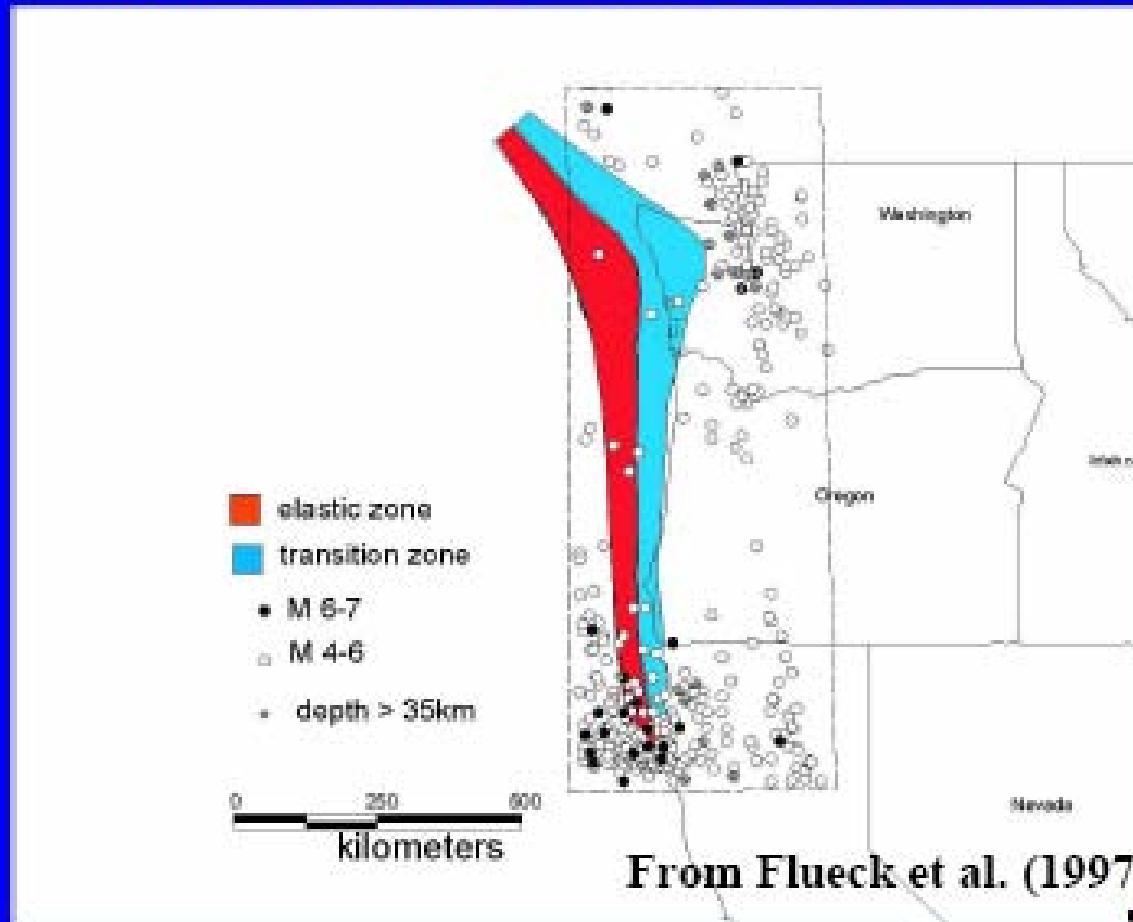 Washington
Oregon
elastic zone
transition zone
M 6-7
M 4-6
depth > 35km
0 250 500
kilometers
Nevada
From Flueck et al. (1997